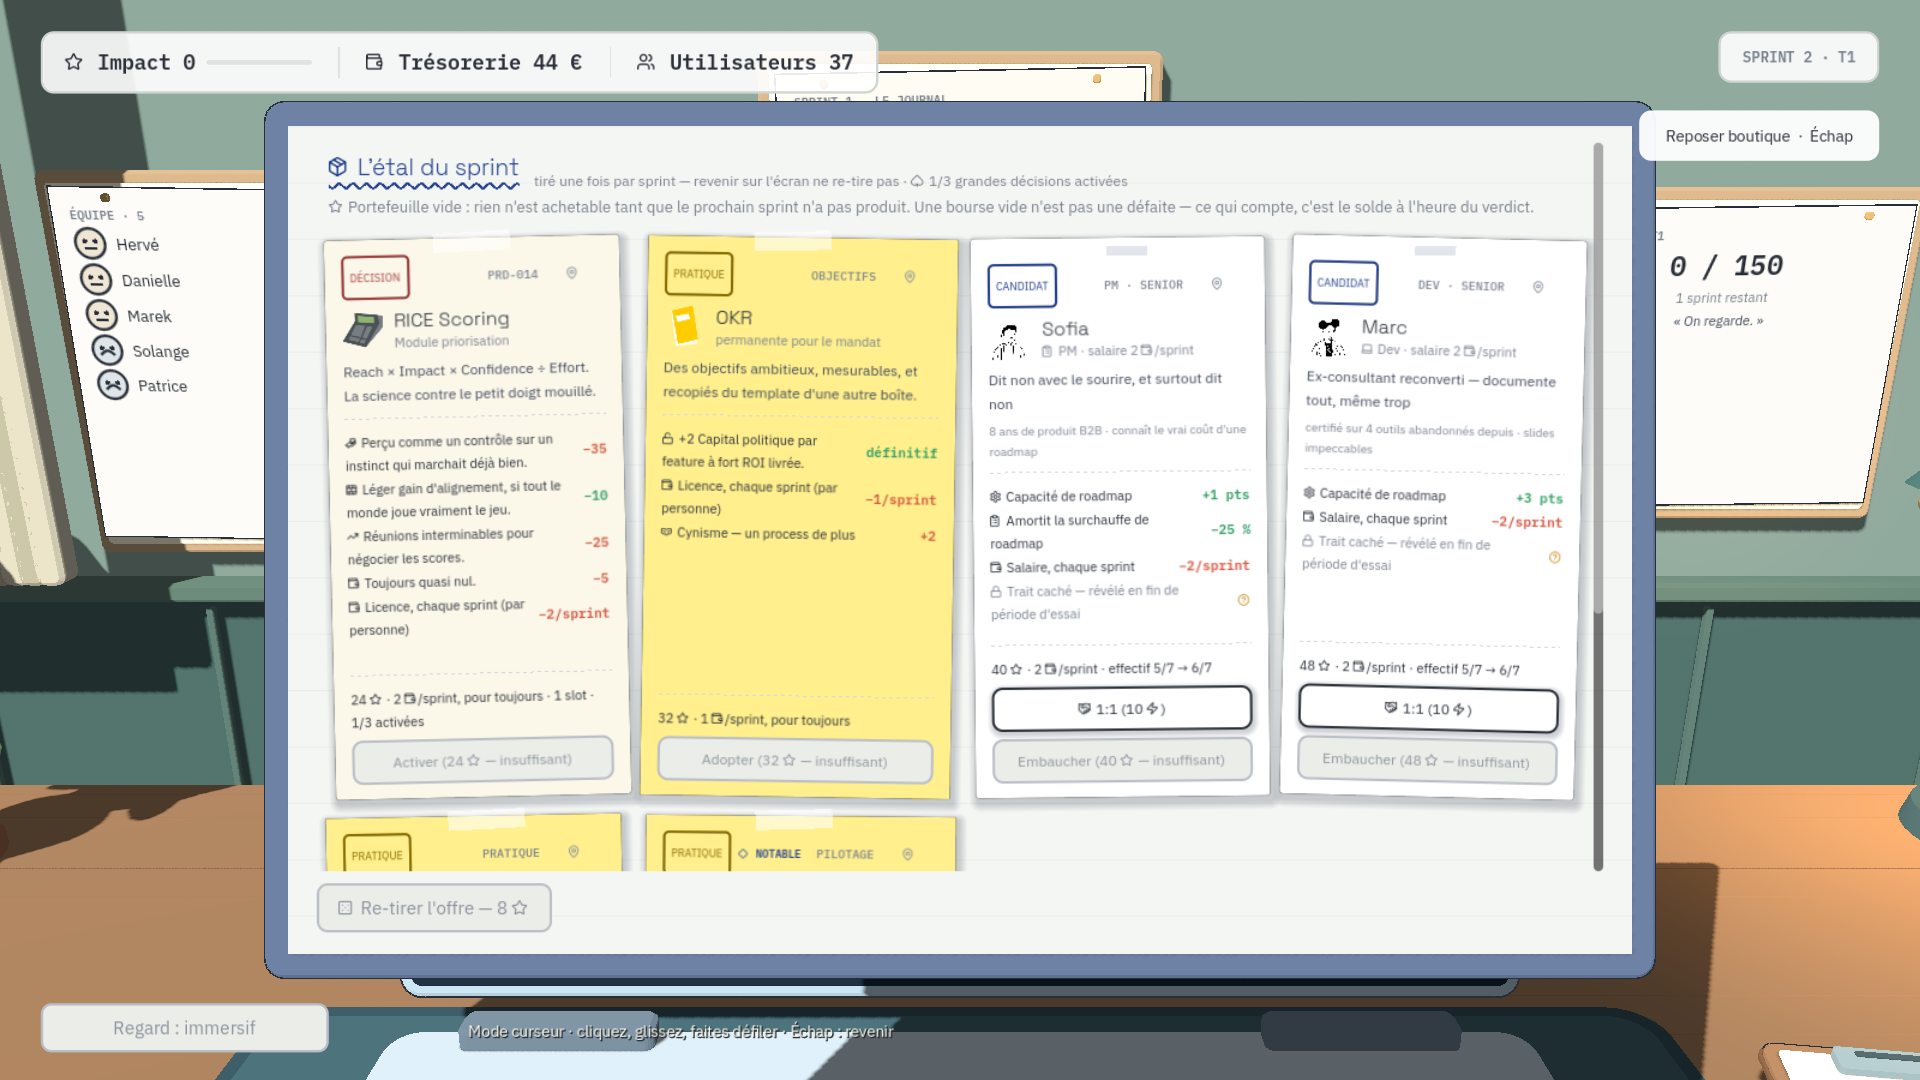 Impact 0
Trésorerie 44 €
Utilisateurs 37
SPRINT 2 · T1
Reposer boutique · Échap
ÉQUIPE · 5
Hervé
Danielle
Marek
Solange
Patrice
0 / 150
1 sprint restant
« On regarde. »
L'étal du sprint
tiré une fois par sprint — revenir sur l'écran ne re-tire pas · 1/3 grandes décisions activées
Portefeuille vide : rien n'est achetable tant que le prochain sprint n'a pas produit. Une bourse vide n'est pas une défaite — ce qui compte, c'est le solde à l'heure du verdict.
DÉCISION
PRD-014
RICE Scoring
Module priorisation
Reach × Impact × Confidence ÷ Effort.
La science contre le petit doigt mouillé.
Perçu comme un contrôle sur un
instinct qui marchait déjà bien.
−35
Léger gain d'alignement, si tout le
monde joue vraiment le jeu.
−10
Réunions interminables pour
négocier les scores.
−25
Toujours quasi nul.
−5
Licence, chaque sprint (par
personne)
−2/sprint
24 · 2 /sprint, pour toujours · 1 slot ·
1/3 activées
Activer (24 — insuffisant)
PRATIQUE
OBJECTIFS
OKR
permanente pour le mandat
Des objectifs ambitieux, mesurables, et
recopiés du template d'une autre boîte.
+2 Capital politique par
feature à fort ROI livrée.
définitif
Licence, chaque sprint (par
personne)
−1/sprint
Cynisme — un process de plus
+2
32 · 1 /sprint, pour toujours
Adopter (32 — insuffisant)
CANDIDAT
PM · SENIOR
Sofia
PM · salaire 2 /sprint
Dit non avec le sourire, et surtout dit
non
8 ans de produit B2B · connaît le vrai coût d'une
roadmap
Capacité de roadmap
+1 pts
Amortit la surchauffe de
roadmap
−25 %
Salaire, chaque sprint
−2/sprint
Trait caché — révélé en fin de
période d'essai
40 · 2 /sprint · effectif 5/7 → 6/7
1:1 (10 )
Embaucher (40 — insuffisant)
CANDIDAT
DEV · SENIOR
Marc
Dev · salaire 2 /sprint
Ex-consultant reconverti — documente
tout, même trop
certifié sur 4 outils abandonnés depuis · slides
impeccables
Capacité de roadmap
+3 pts
Salaire, chaque sprint
−2/sprint
Trait caché — révélé en fin de
période d'essai
48 · 2 /sprint · effectif 5/7 → 6/7
1:1 (10 )
Embaucher (48 — insuffisant)
PRATIQUE
PRATIQUE
PRATIQUE
NOTABLE
PILOTAGE
Re-tirer l'offre — 8
Regard : immersif
Mode curseur · cliquez, glissez, faites défiler · Échap : revenir